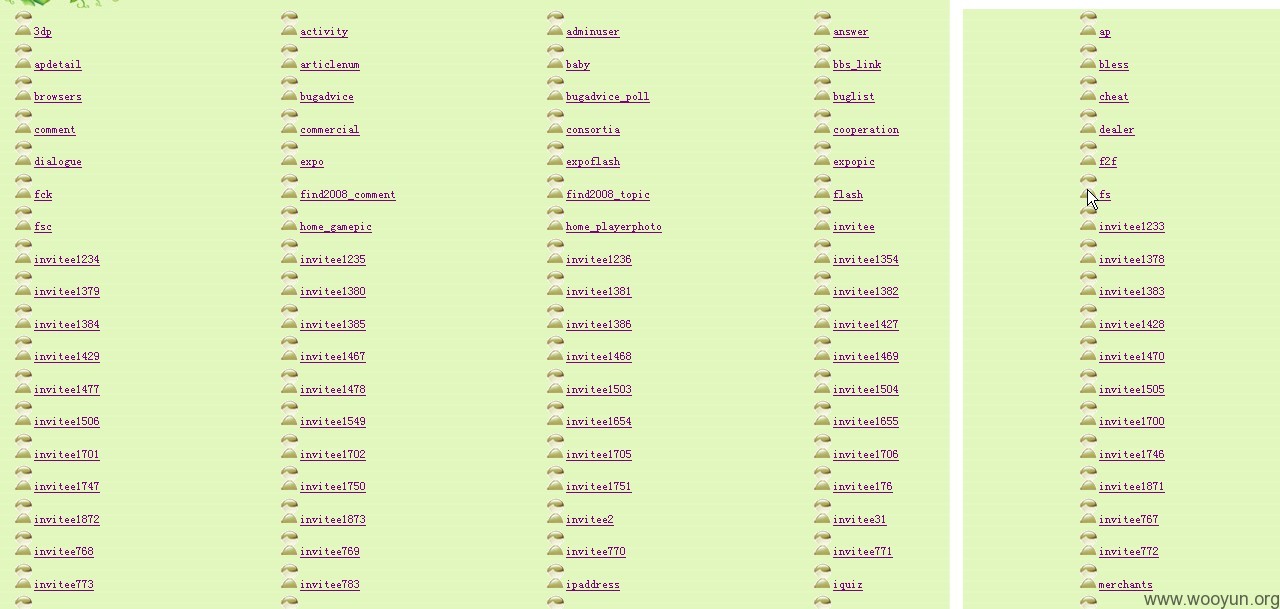 3dp activity adminuser answer ap
apdetail articlenum baby bbs_link bless
browsers bugadvice bugadvice_poll buglist cheat
comment commercial consortia cooperation dealer
dialogue expo expoflash expopic f2f
fck find2008_comment find2008_topic flash fs
fsc home_gamepic home_playerphoto invitee invitee1233
invitee1234 invitee1235 invitee1236 invitee1354 invitee1378
invitee1379 invitee1380 invitee1381 invitee1382 invitee1383
invitee1384 invitee1385 invitee1386 invitee1427 invitee1428
invitee1429 invitee1467 invitee1468 invitee1469 invitee1470
invitee1477 invitee1478 invitee1503 invitee1504 invitee1505
invitee1506 invitee1549 invitee1654 invitee1655 invitee1700
invitee1701 invitee1702 invitee1705 invitee1706 invitee1746
invitee1747 invitee1750 invitee1751 invitee176 invitee1871
invitee1872 invitee1873 invitee2 invitee31 invitee767
invitee768 invitee769 invitee770 invitee771 invitee772
invitee773 invitee783 ipaddress iquiz merchants
www.wooyun.org